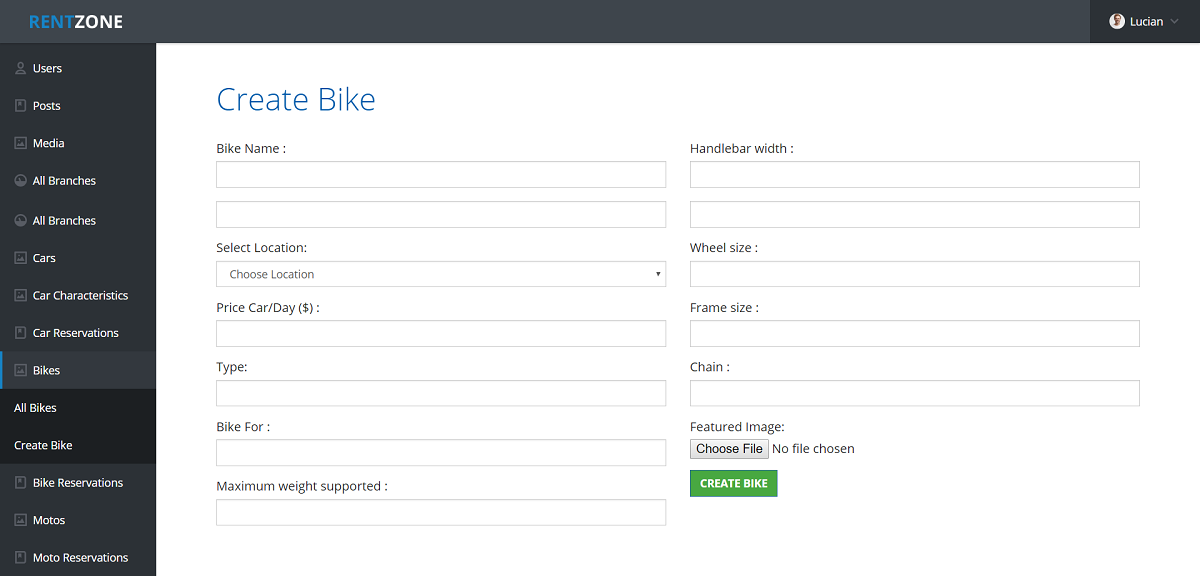 RENTZONE
Lucian
Users
Posts
Media
All Branches
All Branches
Cars
Car Characteristics
Car Reservations
Bikes
All Bikes
Create Bike
Bike Reservations
Motos
Moto Reservations
Create Bike
Bike Name :
Select Location:
Choose Location
Price Car/Day ($) :
Type:
Bike For :
Maximum weight supported :
Handlebar width :
Wheel size :
Frame size :
Chain :
Featured Image:
Choose File No file chosen
CREATE BIKE